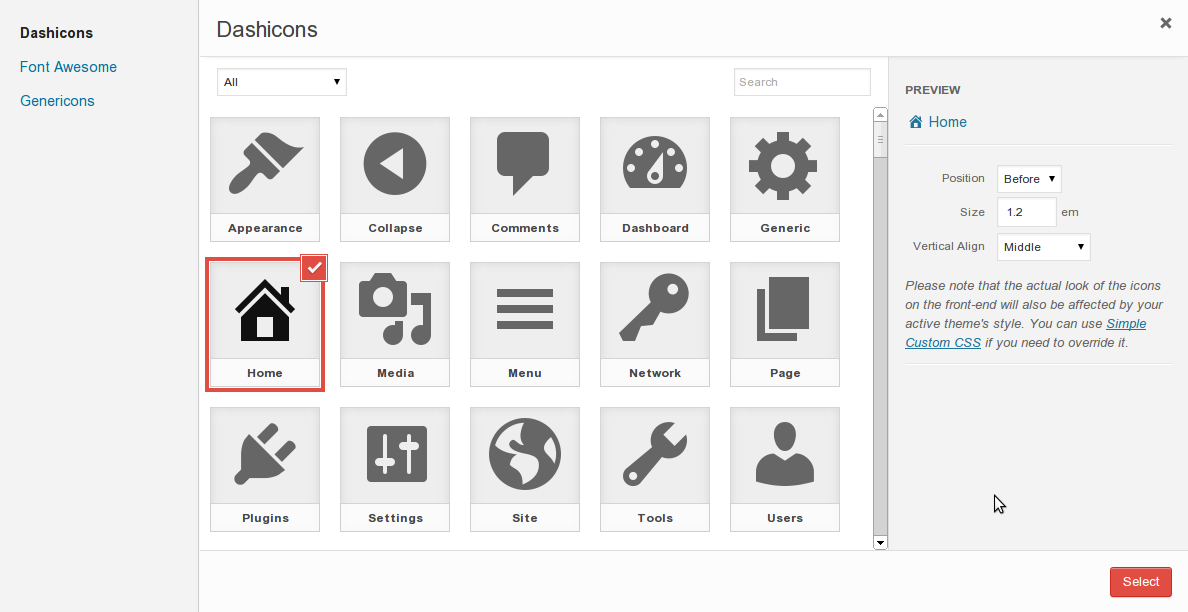 Dashicons
Font Awesome
Genericons
Dashicons
All
Search
Appearance
Collapse
Comments
Dashboard
Generic
Home
Media
Menu
Network
Page
Plugins
Settings
Site
Tools
Users
PREVIEW
Home
Position Before
Size 1.2 em
Vertical Align Middle
Please note that the actual look of the icons
on the front-end will also be affected by your
active theme's style. You can use Simple
Custom CSS if you need to override it.
Select